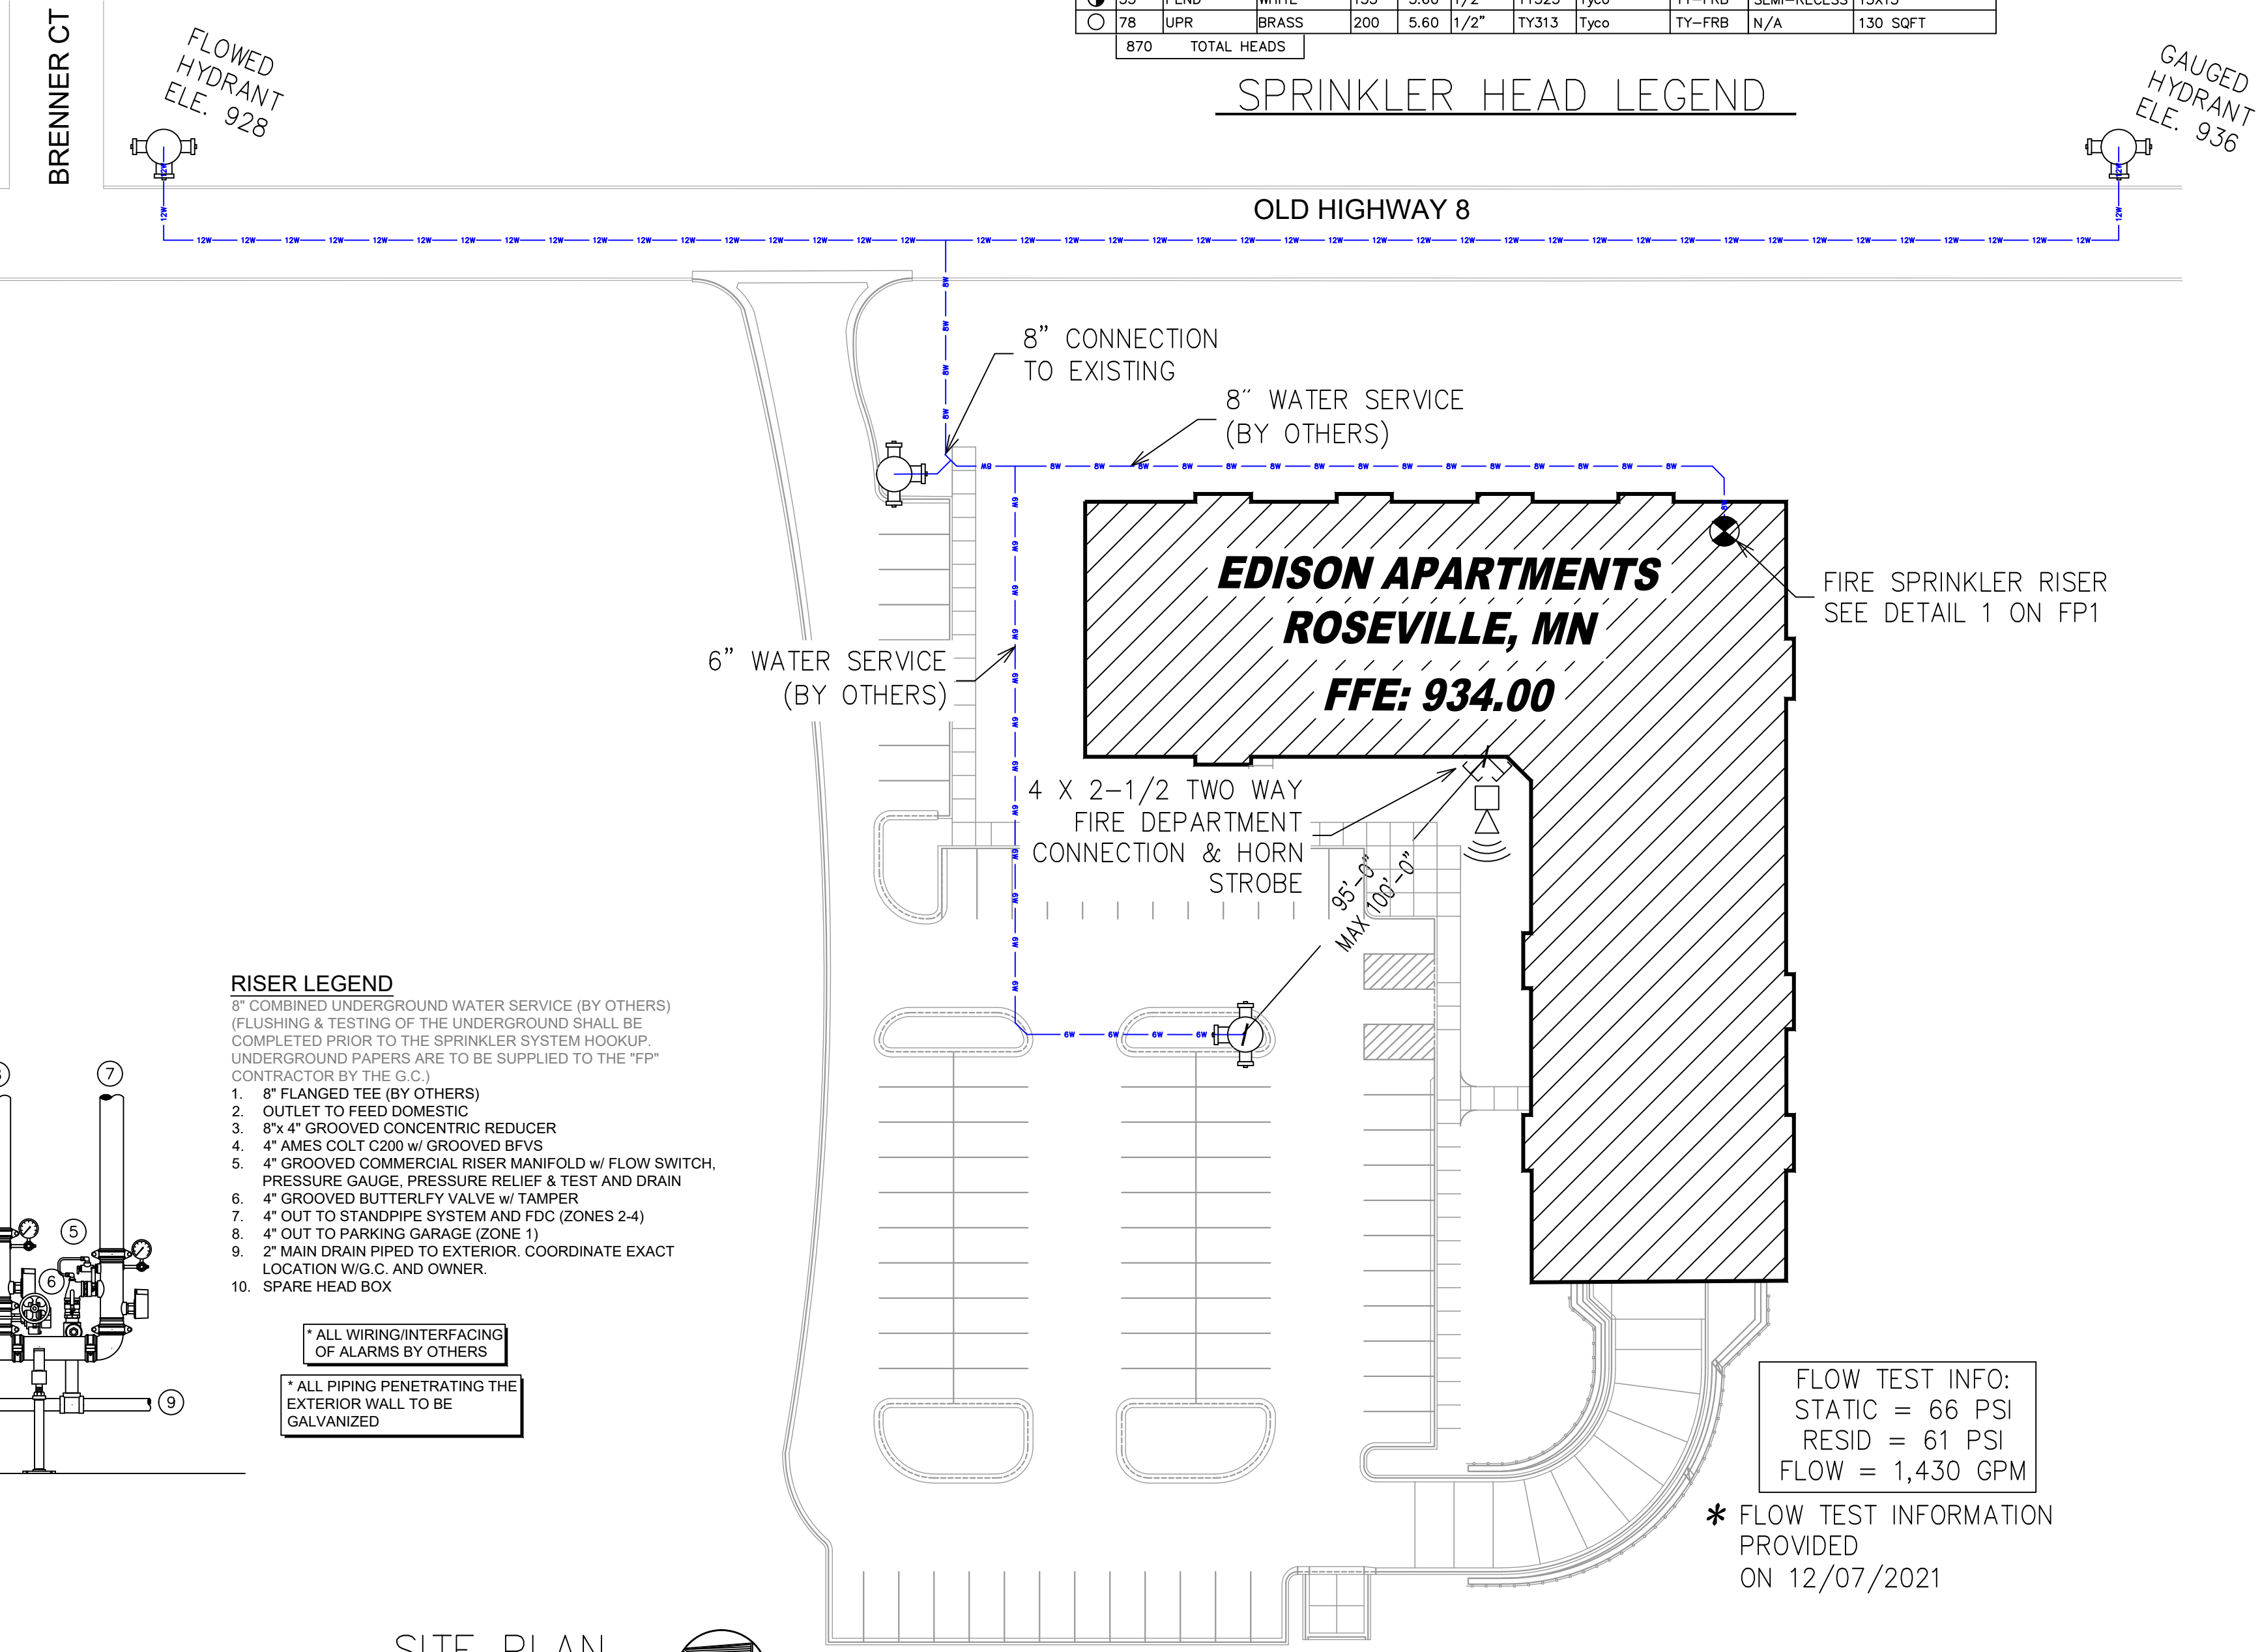 78 UPR BRASS 200 5.60 1/2" TY313 Tyco TY-FRB N/A 130 SQFT
870 TOTAL HEADS
SPRINKLER HEAD LEGEND
BRENNER CT
FLOWED
HYDRANT
ELE. 928
GAUGED
HYDRANT
ELE. 936
OLD HIGHWAY 8
8" CONNECTION
TO EXISTING
8" WATER SERVICE
(BY OTHERS)
EDISON APARTMENTS
ROSEVILLE, MN
FFE: 934.00
FIRE SPRINKLER RISER
SEE DETAIL 1 ON FP1
6" WATER SERVICE
(BY OTHERS)
4 X 2-1/2 TWO WAY
FIRE DEPARTMENT
CONNECTION & HORN
STROBE
95'-0"
MAX 100'-0"
RISER LEGEND
8" COMBINED UNDERGROUND WATER SERVICE (BY OTHERS)
(FLUSHING & TESTING OF THE UNDERGROUND SHALL BE
COMPLETED PRIOR TO THE SPRINKLER SYSTEM HOOKUP.
UNDERGROUND PAPERS ARE TO BE SUPPLIED TO THE "FP"
CONTRACTOR BY THE G.C.)
1. 8" FLANGED TEE (BY OTHERS)
2. OUTLET TO FEED DOMESTIC
3. 8"x 4" GROOVED CONCENTRIC REDUCER
4. 4" AMES COLT C200 w/ GROOVED BFVS
5. 4" GROOVED COMMERCIAL RISER MANIFOLD w/ FLOW SWITCH,
PRESSURE GAUGE, PRESSURE RELIEF & TEST AND DRAIN
6. 4" GROOVED BUTTERLFY VALVE w/ TAMPER
7. 4" OUT TO STANDPIPE SYSTEM AND FDC (ZONES 2-4)
8. 4" OUT TO PARKING GARAGE (ZONE 1)
9. 2" MAIN DRAIN PIPED TO EXTERIOR. COORDINATE EXACT
LOCATION W/G.C. AND OWNER.
10. SPARE HEAD BOX
7
5
6
9
* ALL WIRING/INTERFACING
OF ALARMS BY OTHERS
* ALL PIPING PENETRATING THE
EXTERIOR WALL TO BE
GALVANIZED
FLOW TEST INFO:
STATIC = 66 PSI
RESID = 61 PSI
FLOW = 1,430 GPM
* FLOW TEST INFORMATION
PROVIDED
ON 12/07/2021
SITE PLAN